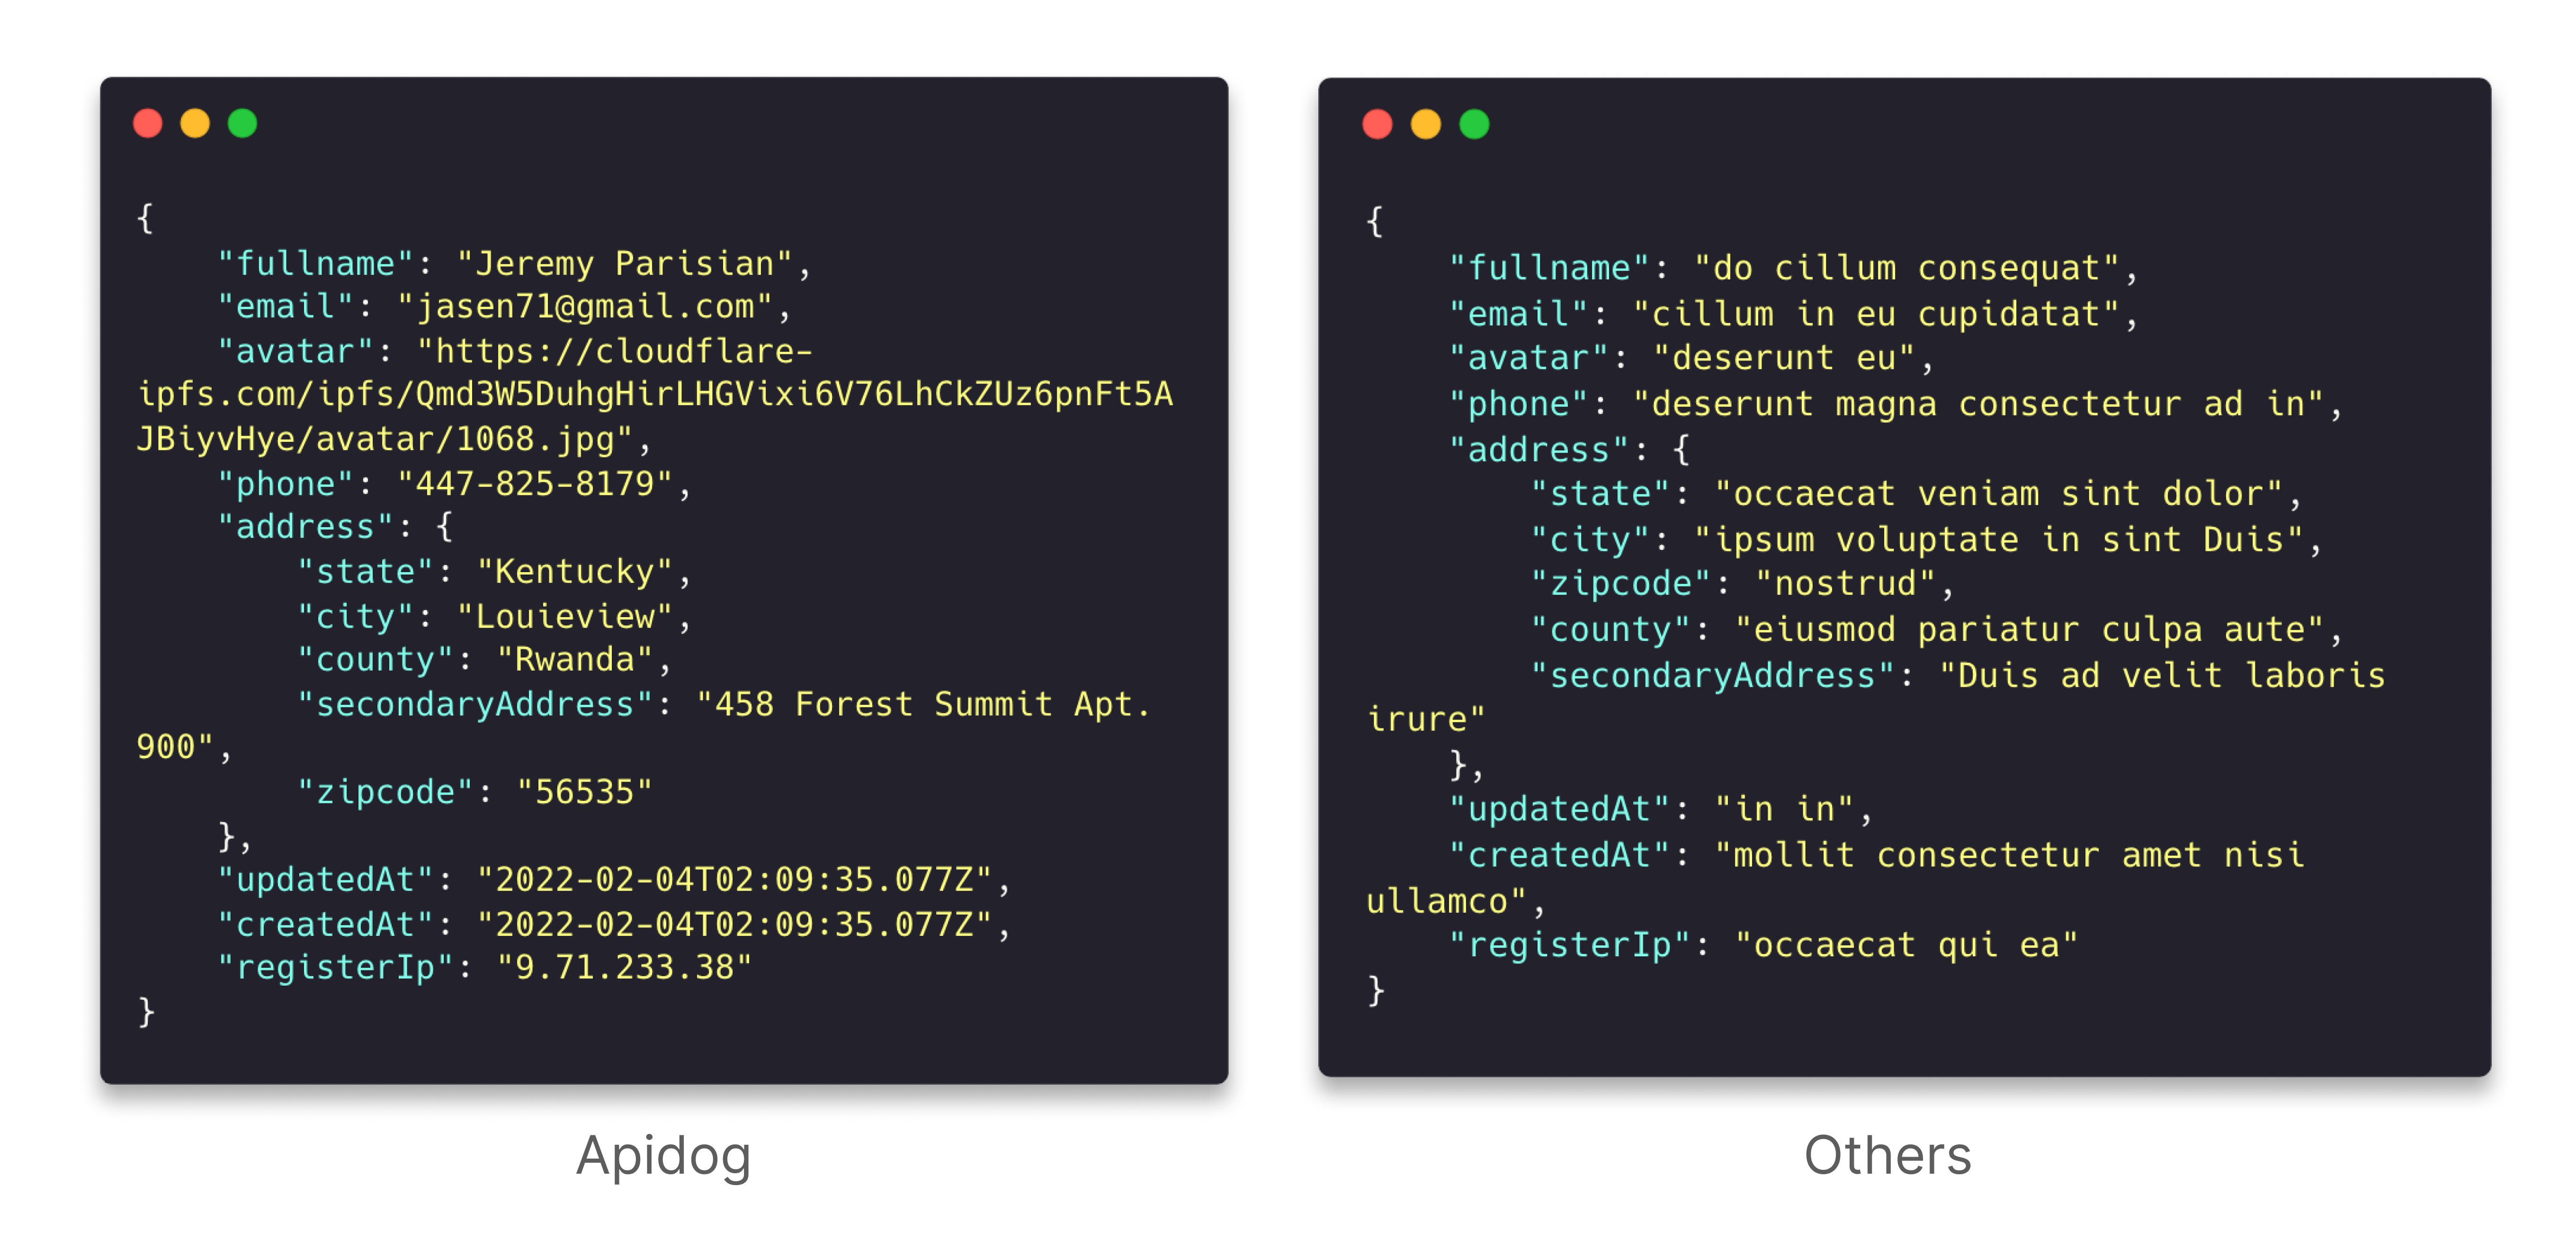 {
    "fullname": "Jeremy Parisian",
    "email": "jasen71@gmail.com",
    "avatar": "https://cloudflare-
ipfs.com/ipfs/Qmd3W5DuhgHirLHGVixi6V76LhCkZUz6pnFt5A
JBiyvHye/avatar/1068.jpg",
    "phone": "447-825-8179",
    "address": {
        "state": "Kentucky",
        "city": "Louieview",
        "county": "Rwanda",
        "secondaryAddress": "458 Forest Summit Apt.
900",
        "zipcode": "56535"
    },
    "updatedAt": "2022-02-04T02:09:35.077Z",
    "createdAt": "2022-02-04T02:09:35.077Z",
    "registerIp": "9.71.233.38"
}
Apidog
{
    "fullname": "do cillum consequat",
    "email": "cillum in eu cupidatat",
    "avatar": "deserunt eu",
    "phone": "deserunt magna consectetur ad in",
    "address": {
        "state": "occaecat veniam sint dolor",
        "city": "ipsum voluptate in sint Duis",
        "zipcode": "nostrud",
        "county": "eiusmod pariatur culpa aute",
        "secondaryAddress": "Duis ad velit laboris
irure"
    },
    "updatedAt": "in in",
    "createdAt": "mollit consectetur amet nisi
ullamco",
    "registerIp": "occaecat qui ea"
}
Others